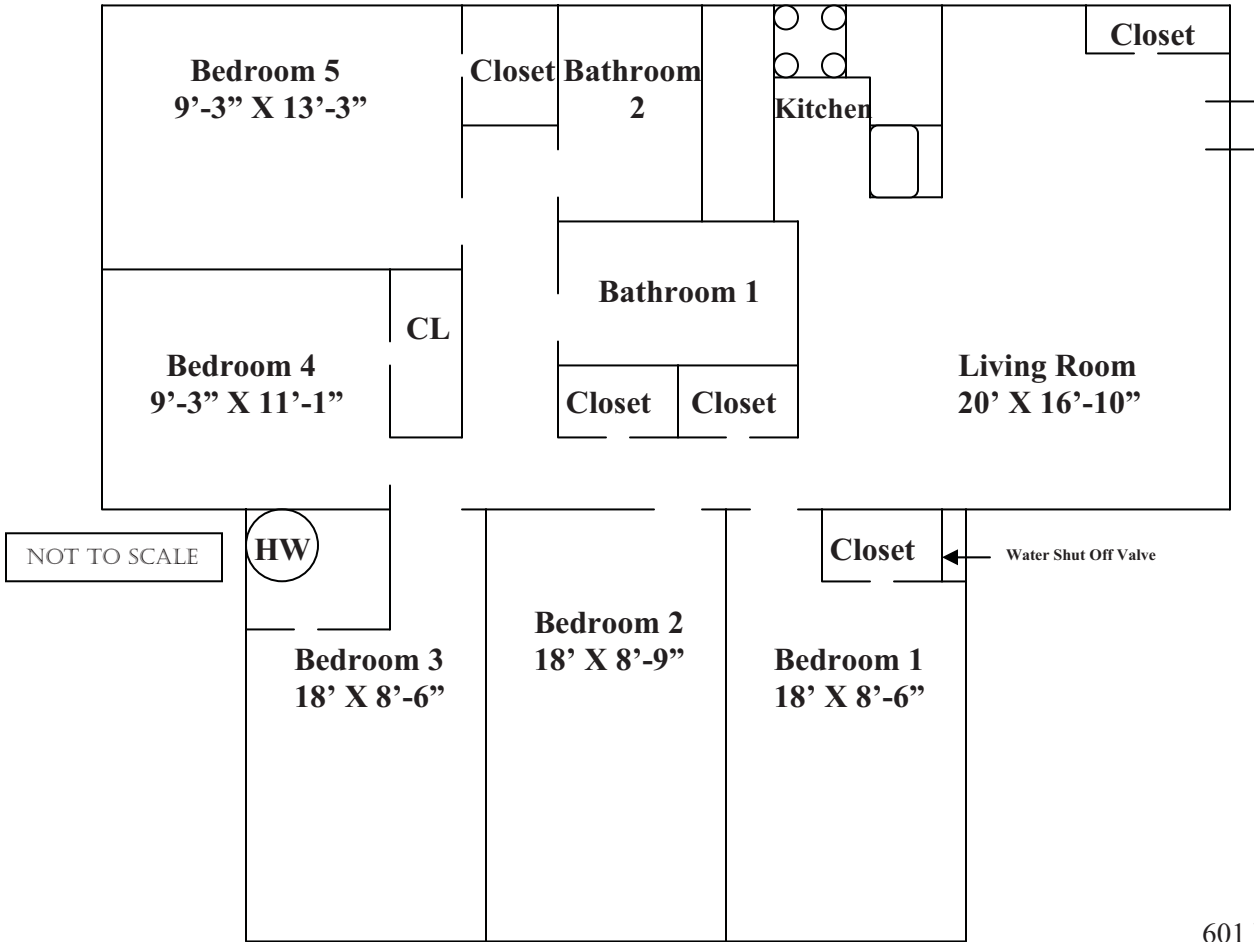 Closet
Bedroom 5
9’-3” X 13’-3”
Closet
Bathroom
2
Kitchen
Bathroom 1
CL
Bedroom 4
9’-3” X 11’-1”
Living Room
20’ X 16’-10”
Closet
Closet
NOT TO SCALE
HW
Closet
Water Shut Off Valve
Bedroom 3
18’ X 8’-6”
Bedroom 2
18’ X 8’-9”
Bedroom 1
18’ X 8’-6”
601